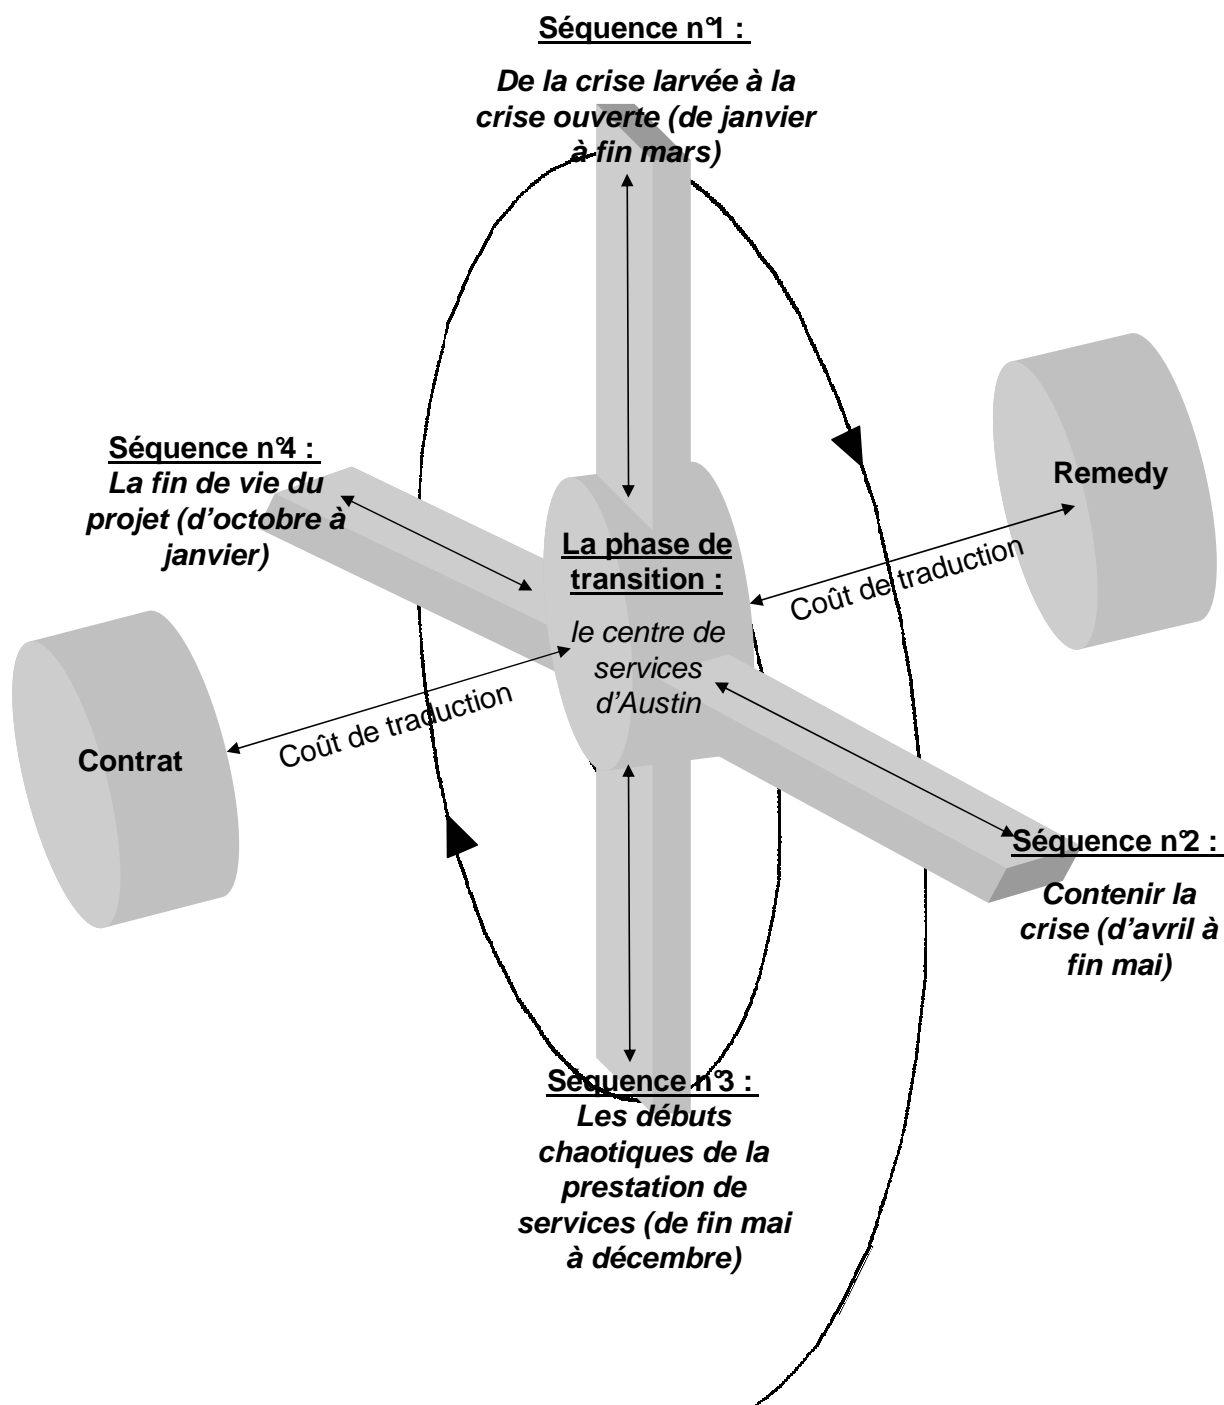 Séquence n°1 :
De la crise larvée à la
crise ouverte (de janvier
à fin mars)
Séquence n°4 :
La fin de vie du
projet (d’octobre à
janvier)
Remedy
La phase de
transition :
le centre de
services
d’Austin
Coût de traduction
Coût de traduction
Contrat
Séquence n°2 :
Contenir la
crise (d’avril à
fin mai)
Séquence n°3 :
Les débuts
chaotiques de la
prestation de
services (de fin mai
à décembre)